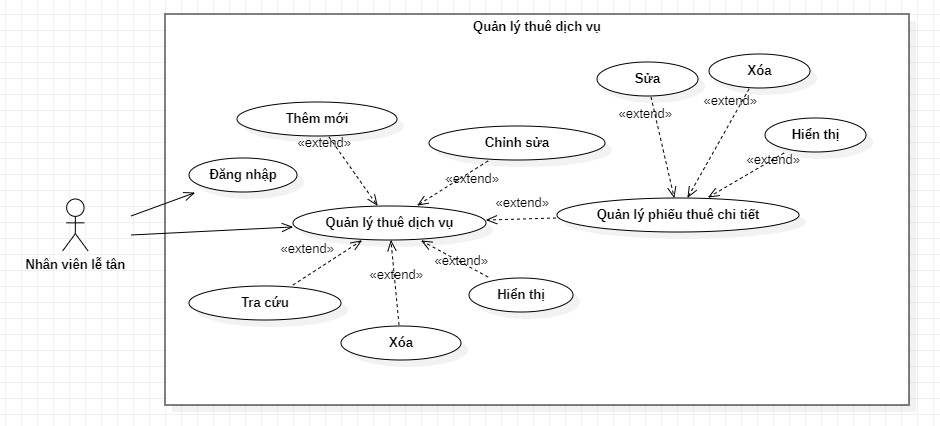 Quản lý thuê dịch vụ
Sửa
Xóa
«extend»
«extend»
Thêm mới
«extend»
Chỉnh sửa
Hiển thị
«extend»
Đăng nhập
«extend»
«extend»
Quản lý thuê dịch vụ
Quản lý phiếu thuê chi tiết
«extend»
«extend»
«extend»
Nhân viên lễ tân
Tra cứu
Hiển thị
Xóa
«extend»